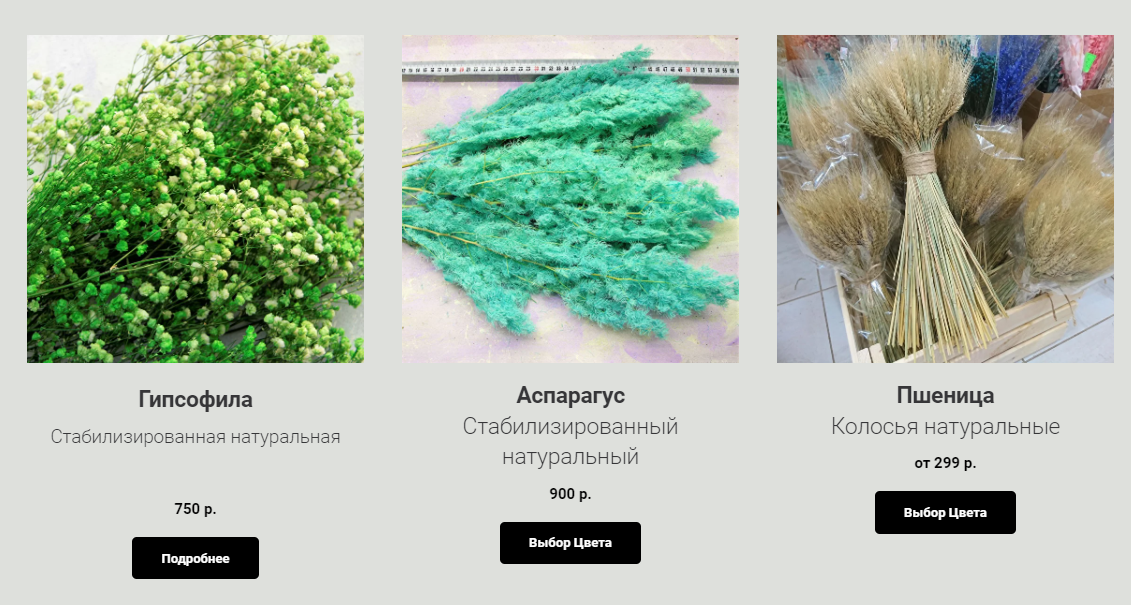 Гипсофила
Стабилизированная натуральная
750 р.
Подробнее
Аспарагус
Стабилизированный
натуральный
900 р.
Выбор Цвета
Пшеница
Колосья натуральные
от 299 р.
Выбор Цвета